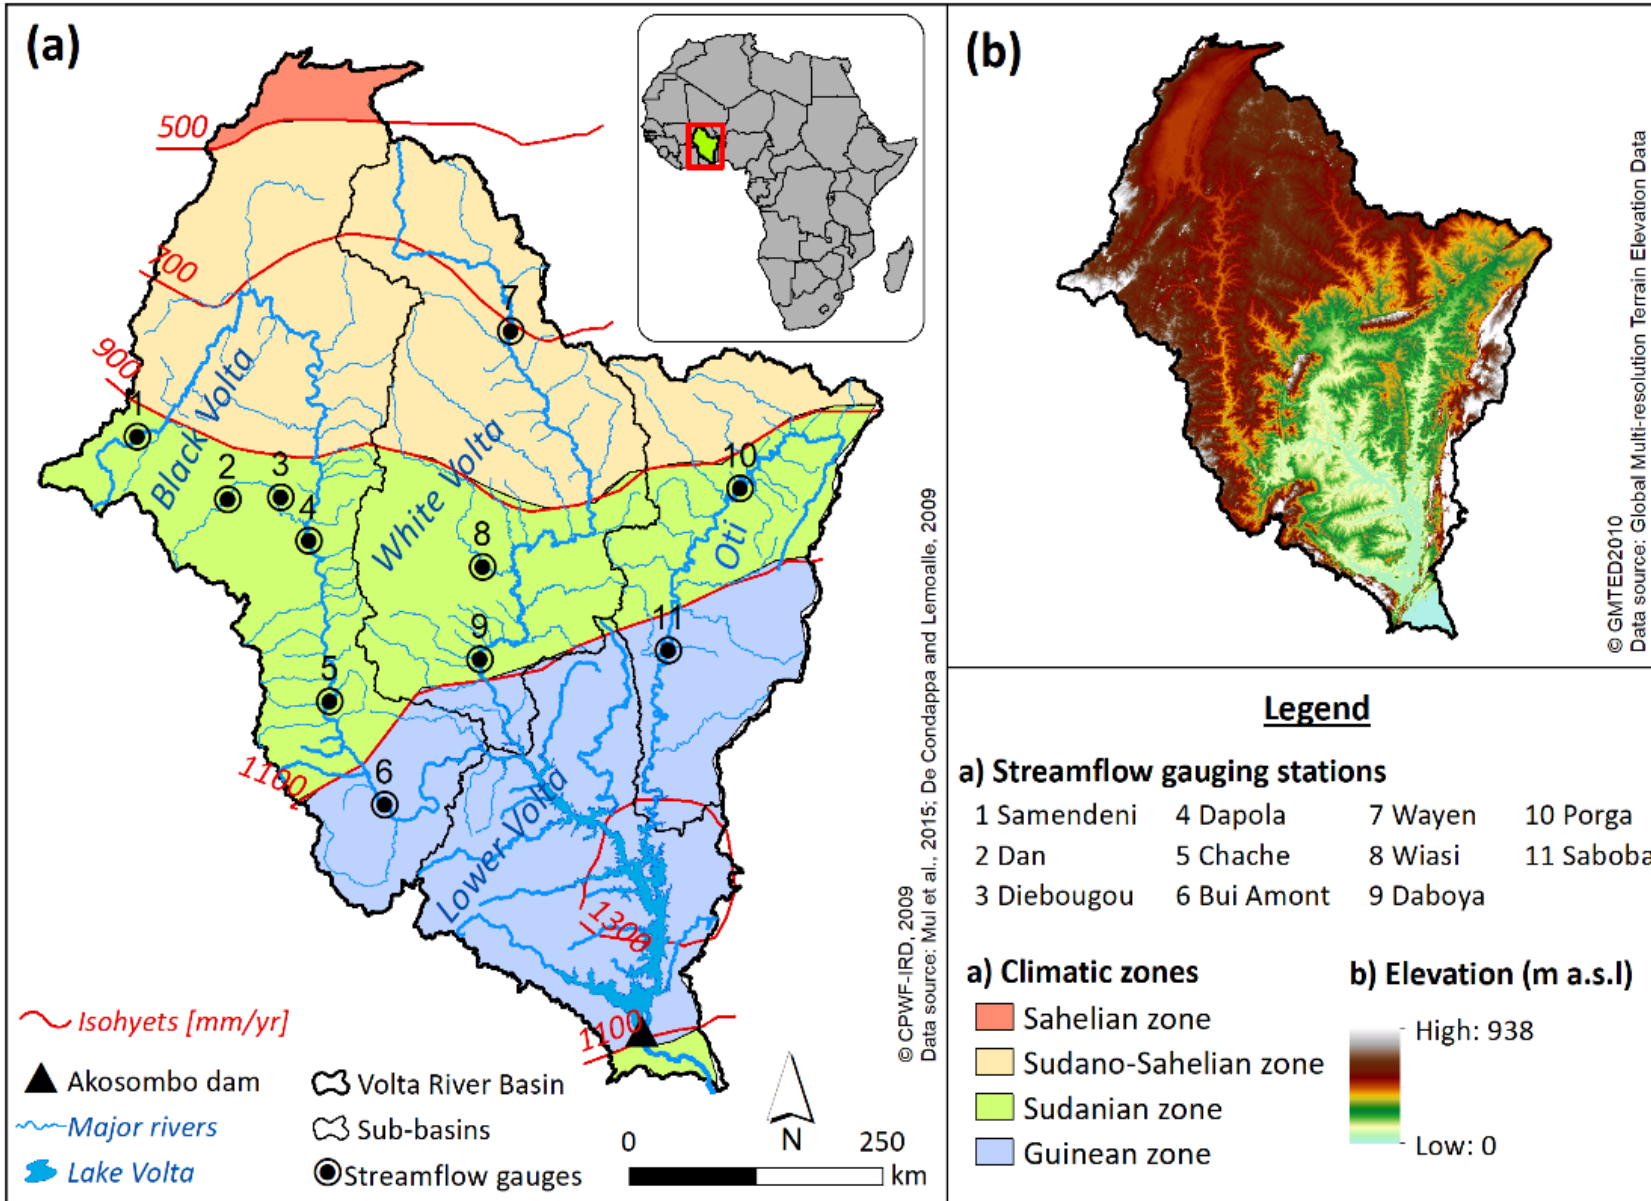 (a)
500
700
900
1
2
3
4
5
6
7
8
9
10
11
Black Volta
White Volta
Oti
Lower Volta
1100
1300
1100
Isohyets [mm/yr]
Akosombo dam
Major rivers
Lake Volta
Volta River Basin
Sub-basins
Streamflow gauges
N
0 250
km
© CPWF-IRD, 2009
Data source: Mul et al., 2015; De Condappa and Lemoalle, 2009
(b)
© GMTED2010
Data source: Global Multi-resolution Terrain Elevation Data
Legend
a) Streamflow gauging stations
1 Samendeni 4 Dapola 7 Wayen 10 Porga
2 Dan 5 Chache 8 Wiasi 11 Saboba
3 Diebougou 6 Bui Amont 9 Daboya
a) Climatic zones
Sahelian zone
Sudano-Sahelian zone
Sudanian zone
Guinean zone
b) Elevation (m a.s.l)
High: 938
Low: 0